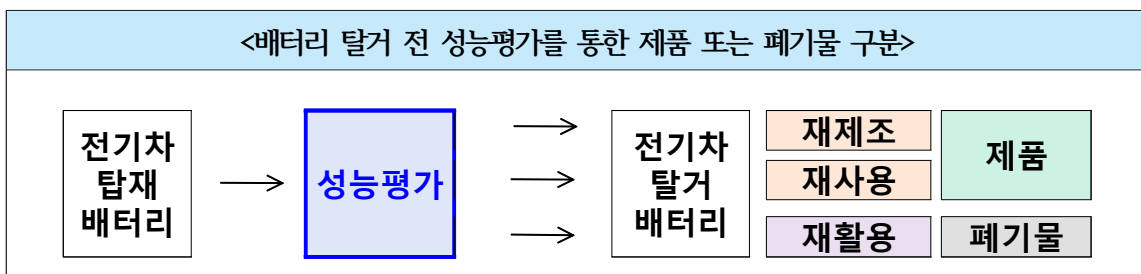 <배터리 탈거 전 성능평가를 통한 제품 또는 폐기물 구분>
전기차
탑재
배터리
성능평가
전기차
탈거
배터리
재제조
재사용
재활용
제품
폐기물